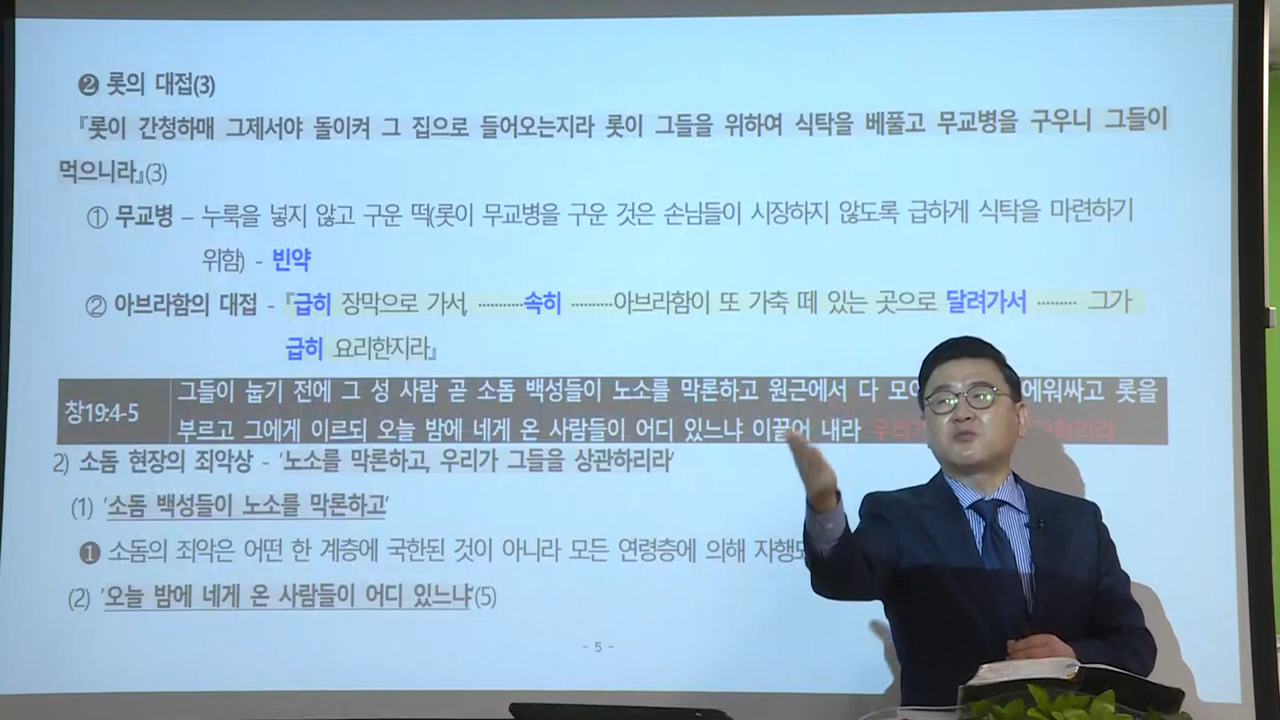 ❷ 롯의 대접(3)
『롯이 간청하매 그제서야 돌이켜 그 집으로 들어오는지라 롯이 그들을 위하여 식탁을 베풀고 무교병을 구우니 그들이
먹으니라』(3)
① 무교병 – 누룩을 넣지 않고 구운 떡(롯이 무교병을 구운 것은 손님들이 시장하지 않도록 급하게 식탁을 마련하기
위함) - 빈약
② 아브라함의 대접 - 『급히 장막으로 가서, ··········속히 ·········아브라함이 또 가축 떼 있는 곳으로 달려가서 ········· 그가
급히 요리한지라』
창19:4-5
그들이 눕기 전에 그 성 사람 곧 소돔 백성들이 노소를 막론하고 원근에서 다 에워싸고 롯을
부르고 그에게 이르되 오늘 밤에 네게 온 사람들이 어디 있느냐 이끌어 내라
2) 소돔 현장의 죄악상 - '노소를 막론하고, 우리가 그들을 상관하리라'
(1) '소돔 백성들이 노소를 막론하고'
❶ 소돔의 죄악은 어떤 한 계층에 국한된 것이 아니라 모든 연령층에 의해
(2) '오늘 밤에 네게 온 사람들이 어디 있느냐'(5)
- 5 -